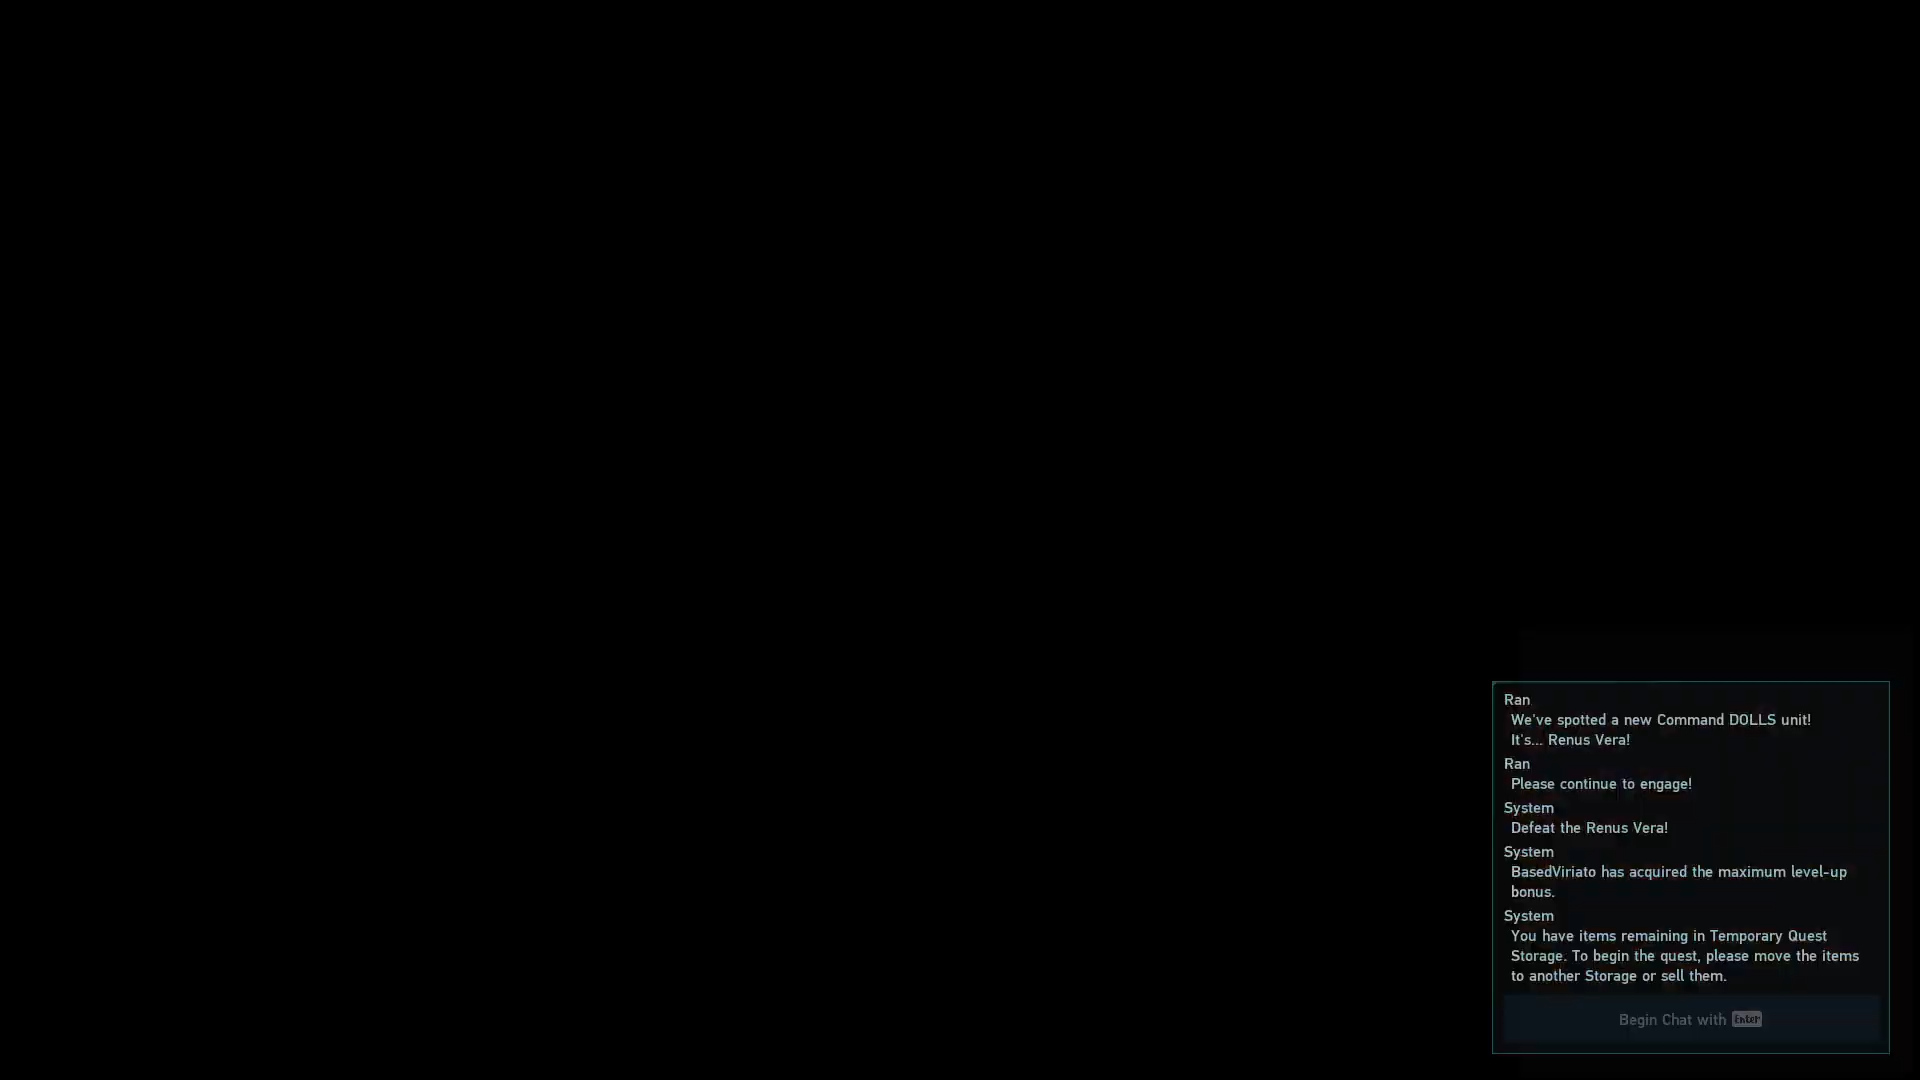 Ran
We've spotted a new Command DOLLS unit!
It's... Renus Vera!
Ran
Please continue to engage!
System
Defeat the Renus Vera!
System
BasedViriato has acquired the maximum level-up
bonus.
System
You have items remaining in Temporary Quest
Storage. To begin the quest, please move the items
to another Storage or sell them.
Begin Chat with Enter